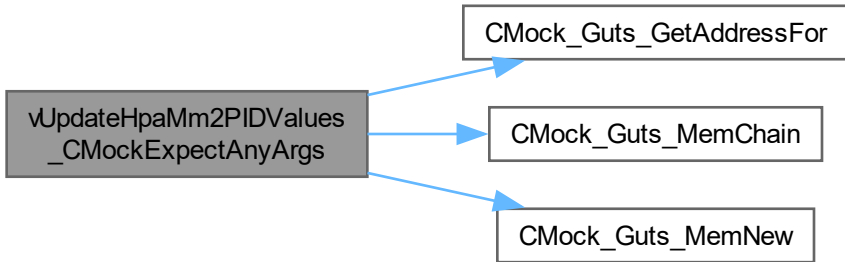 vUpdateHpaMm2PIDValues
_CMockExpectAnyArgs
CMock_Guts_GetAddressFor
CMock_Guts_MemChain
CMock_Guts_MemNew